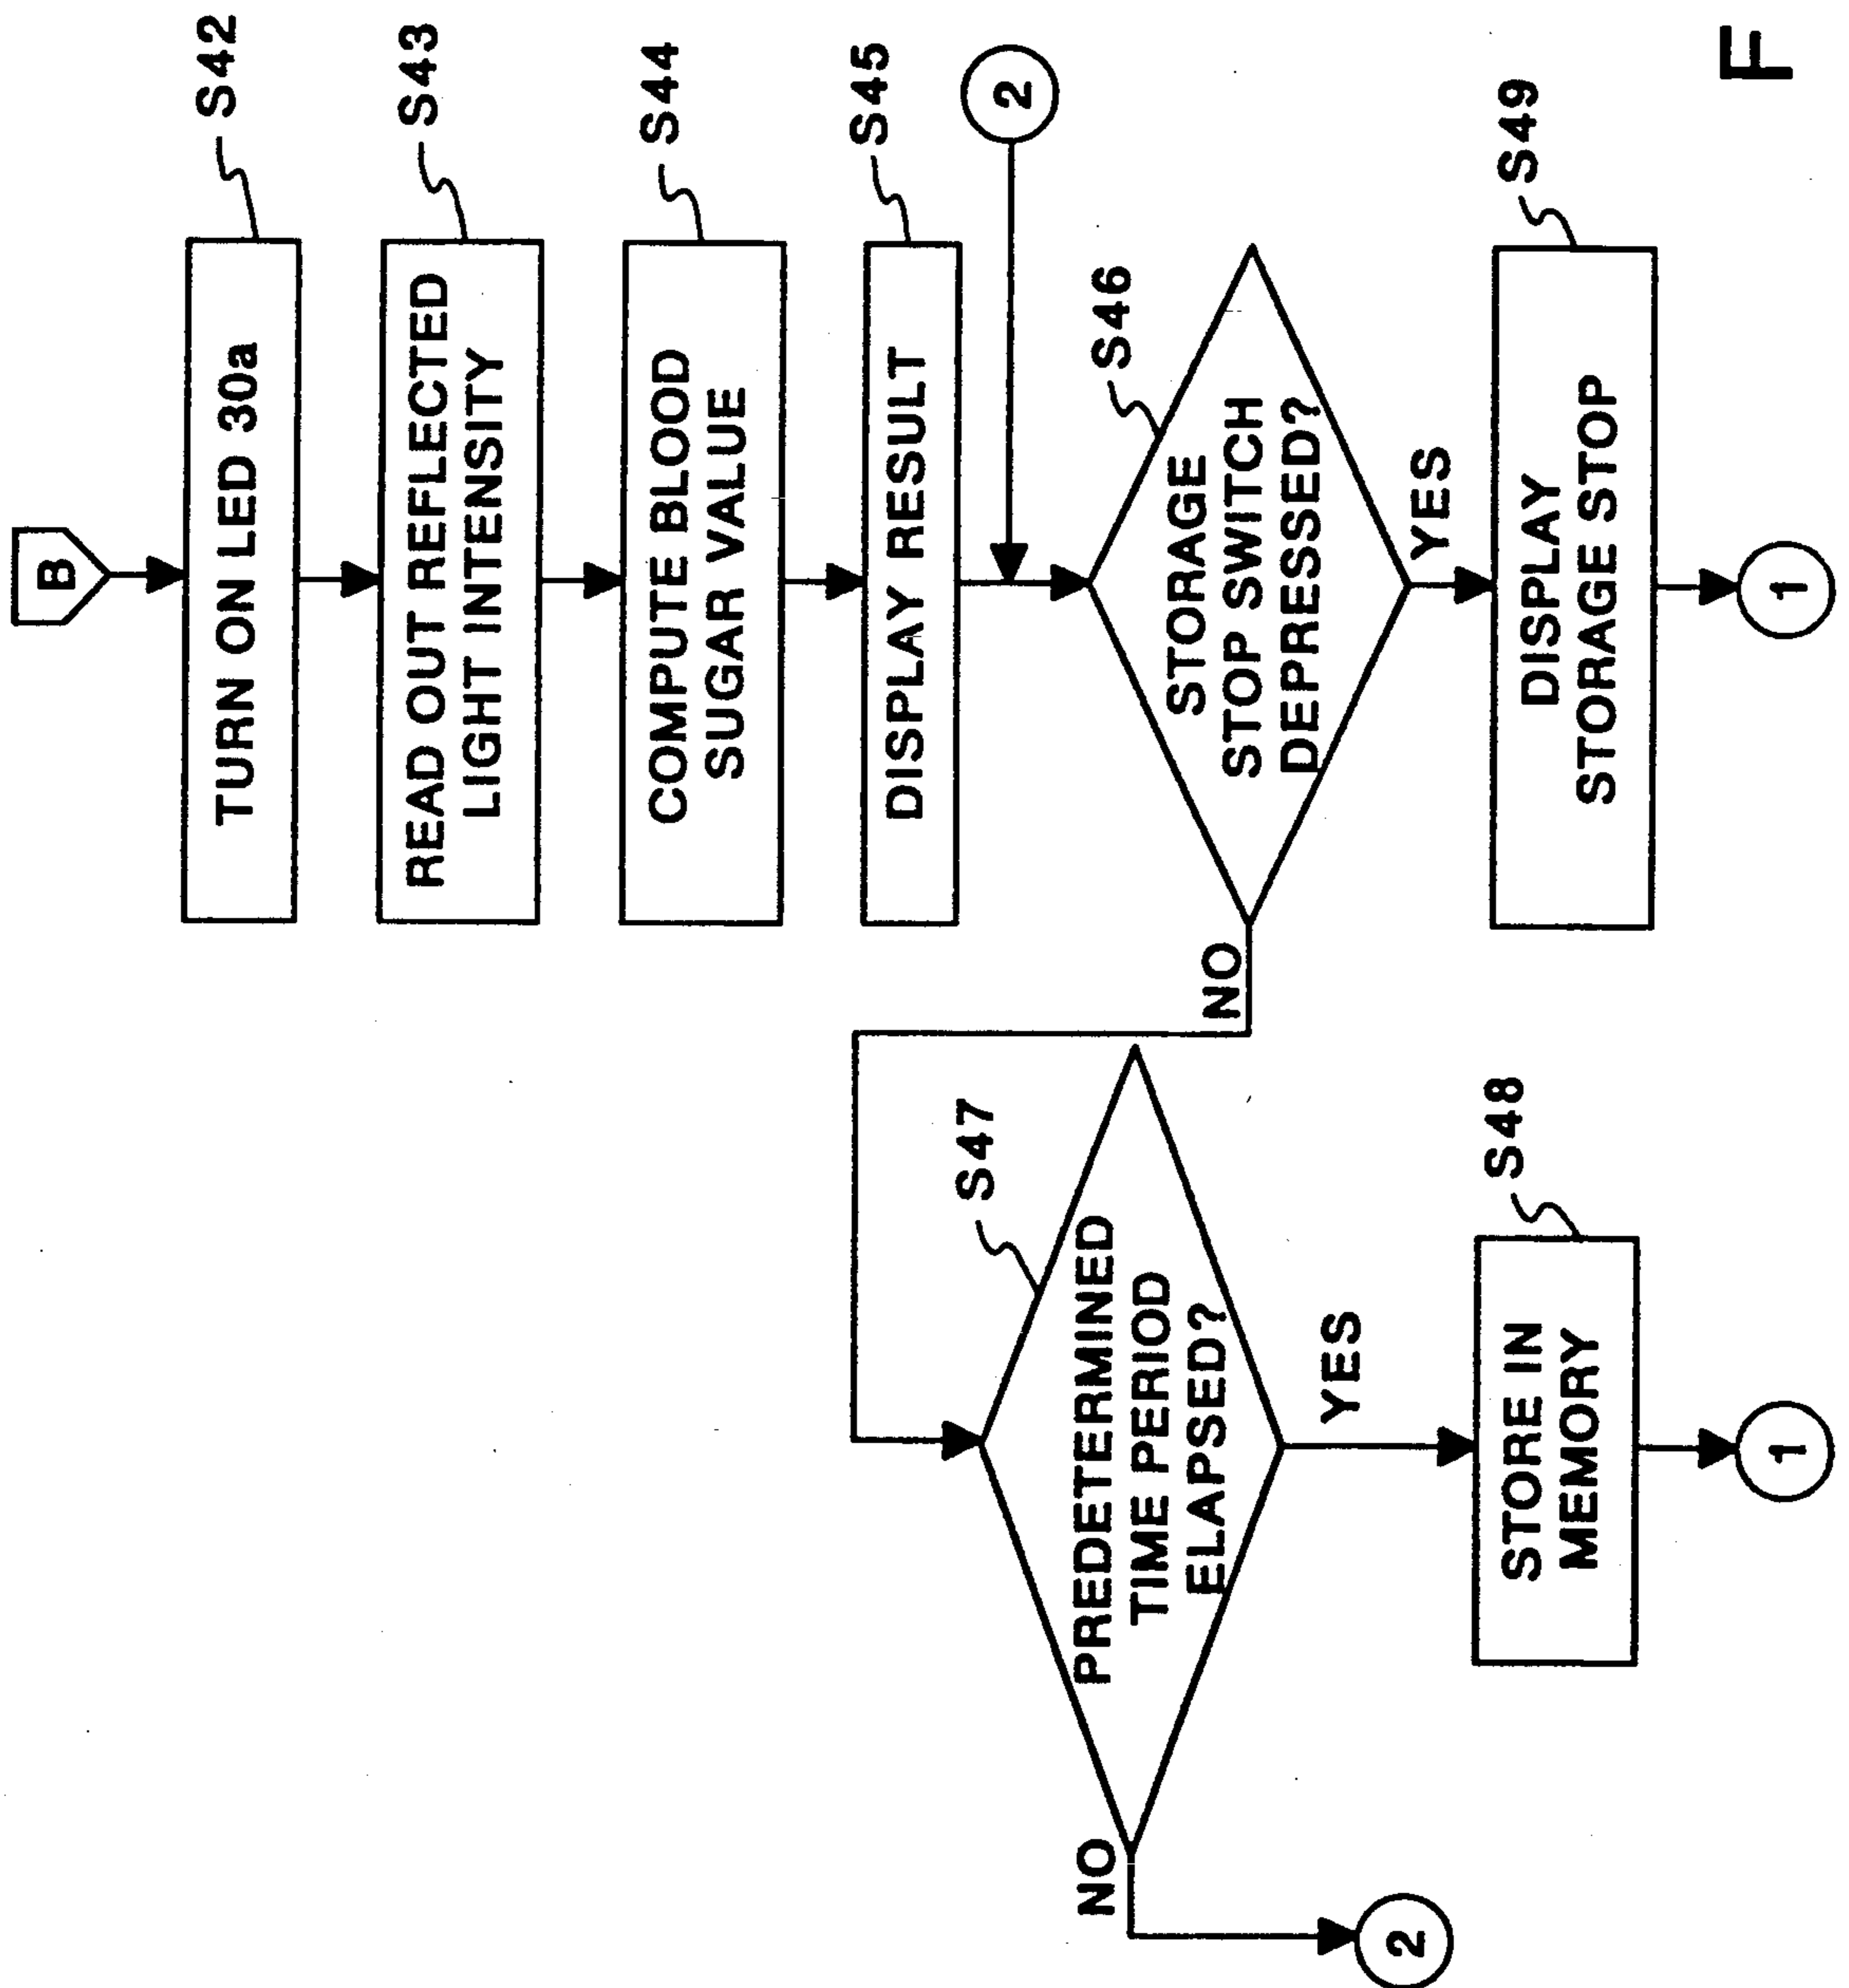 B
TURN ON LED 30a
S42
READ OUT REFLECTED
LIGHT INTENSITY
S43
COMPUTE BLOOD
SUGAR VALUE
S44
DISPLAY RESULT
S45
2
STORAGE
STOP SWITCH
DEPRESSED?
S46
NO
YES
PREDETERMINED
TIME PERIOD
ELAPSED?
S47
NO
YES
2
STORE IN
MEMORY
S48
1
DISPLAY
STORAGE STOP
S49
1
F